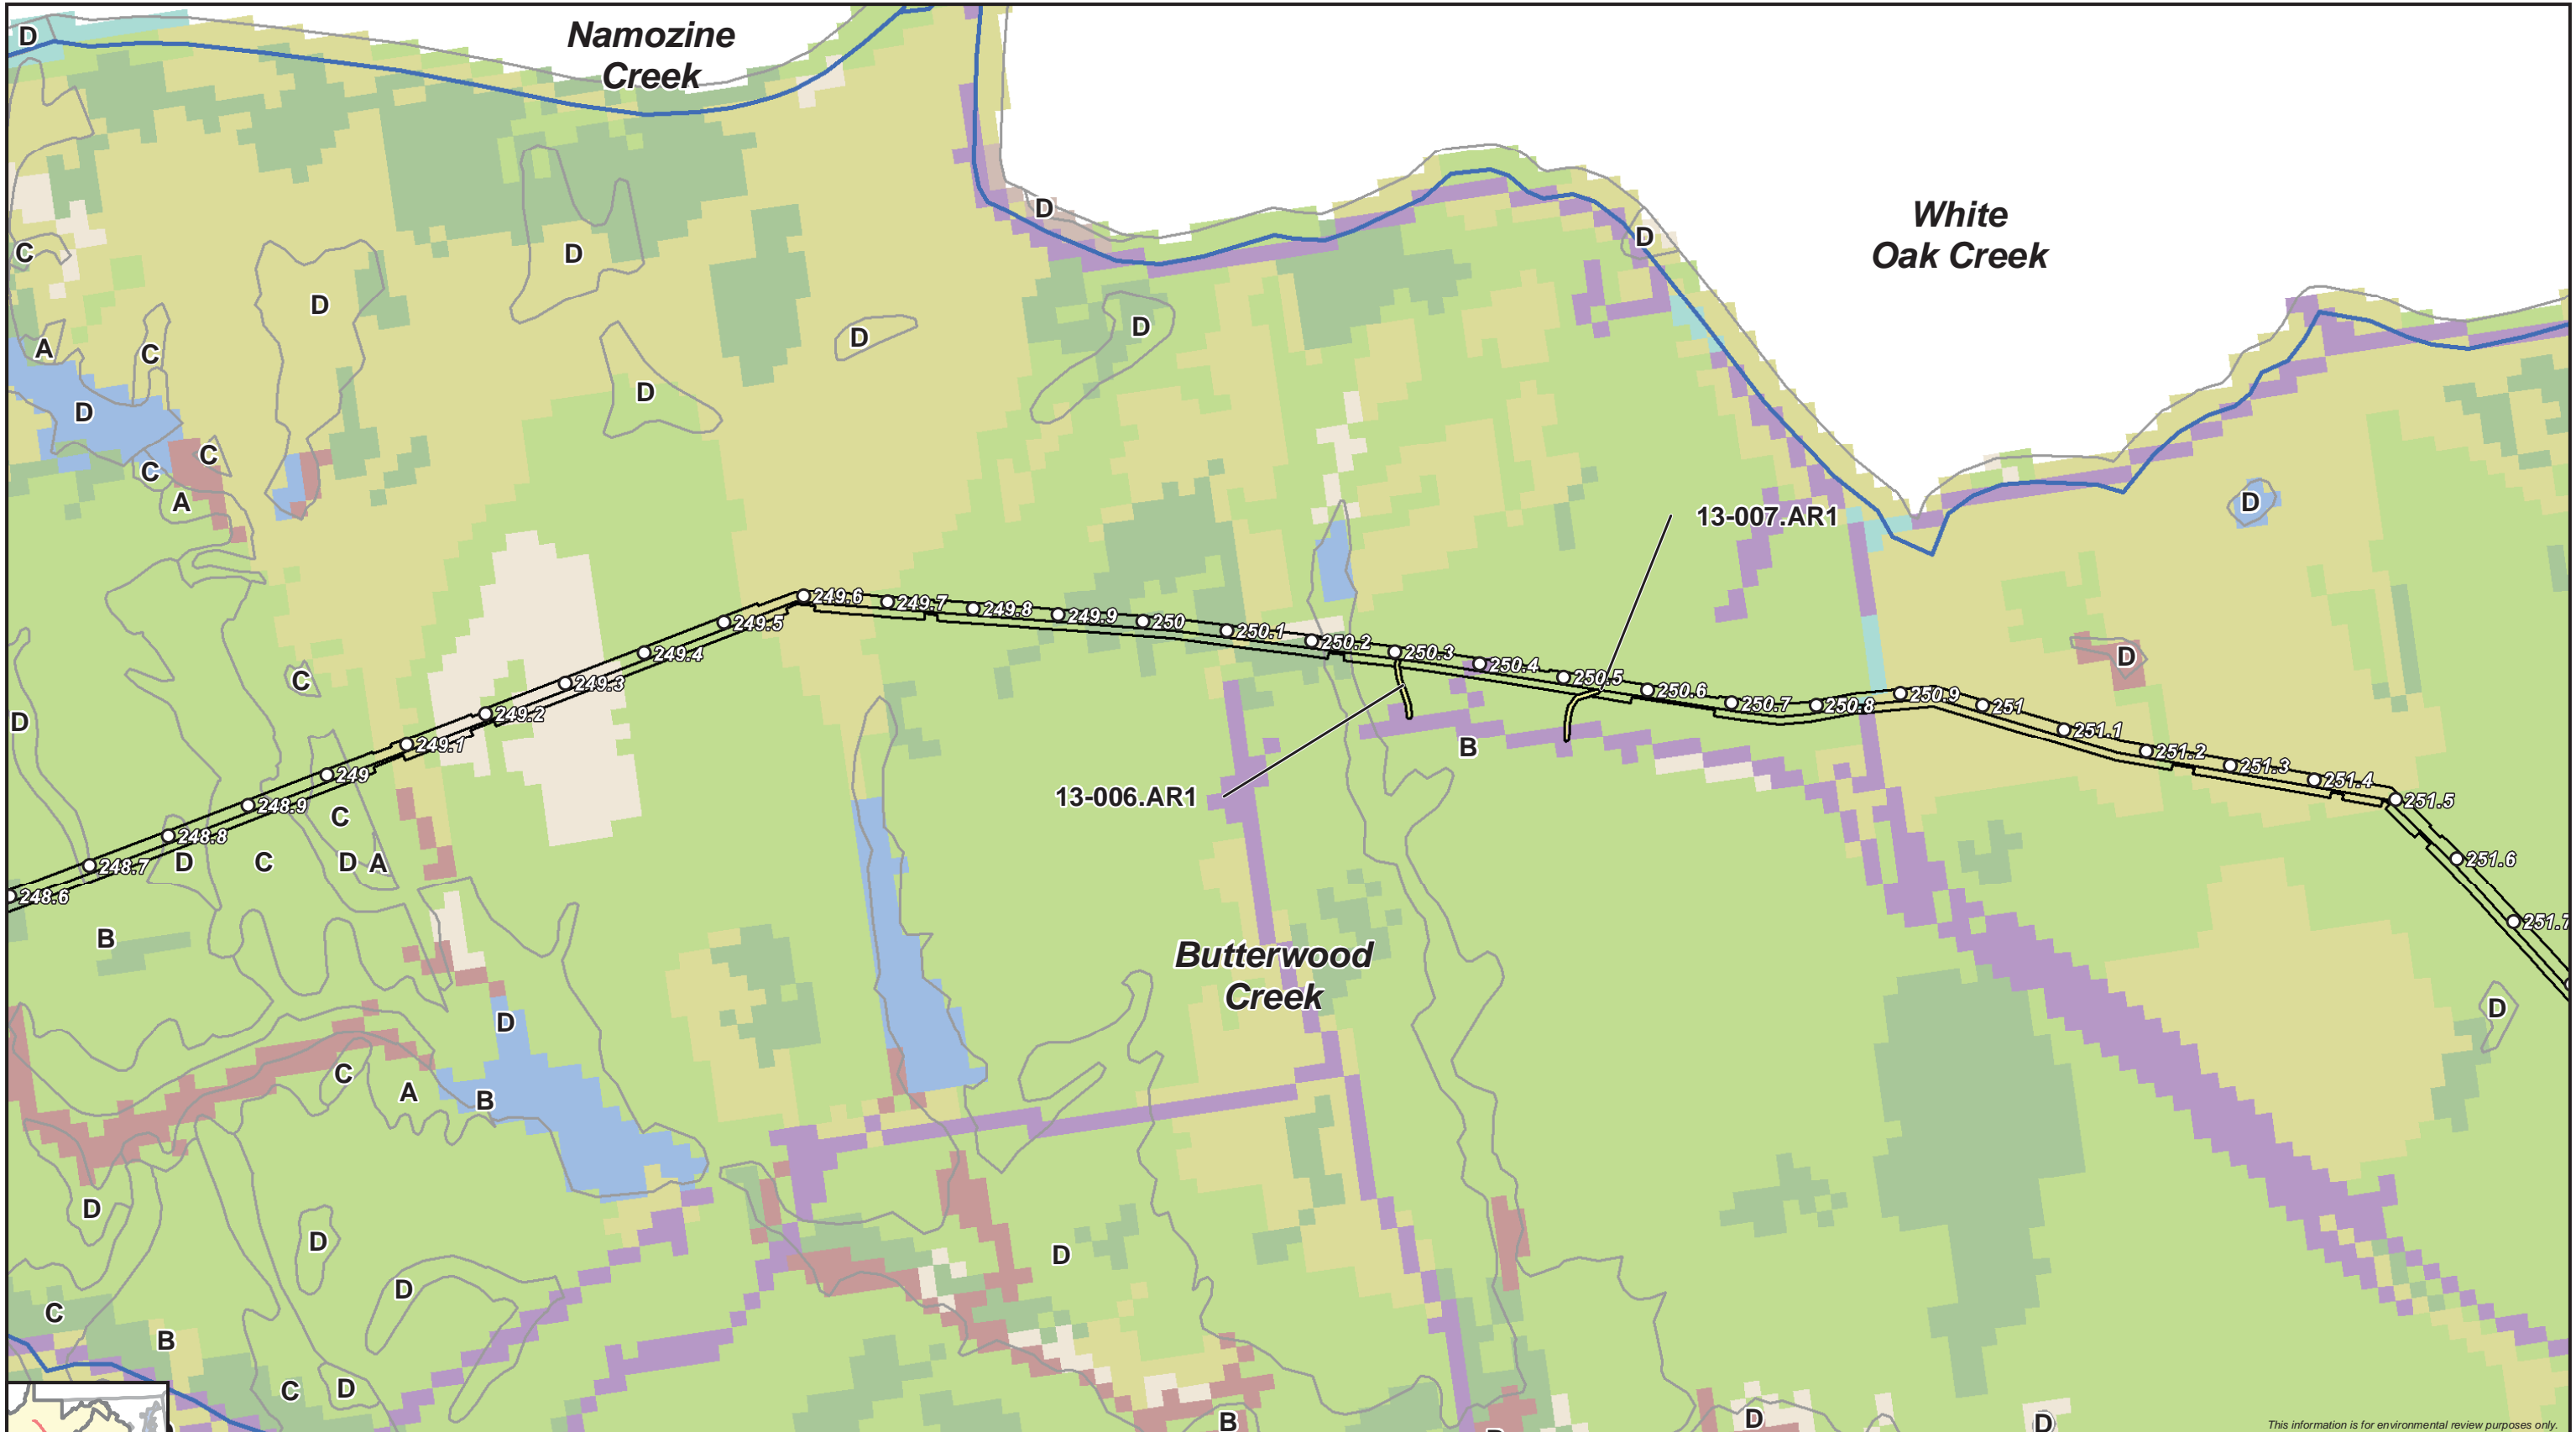 Namozine
Creek
D
D
White
Oak Creek
D
D
C
D
D
D
D
A
C
D
D
C
C
A
D
13-007.AR1
249.6
249.7
249.8
249.9
250
250.1
250.2
250.3
250.4
250.5
250.6
250.7
250.8
250.9
251
251.1
251.2
251.3
251.4
251.5
251.6
251.7
249.5
249.4
249.3
249.2
249.1
249
248.9
248.8
248.7
248.6
D
C
D
B
13-006.AR1
C
D
C
D
A
B
Butterwood
Creek
D
D
C
A
B
D
D
D
D
C
B
C
D
B
D
D
This information is for environmental review purposes only.